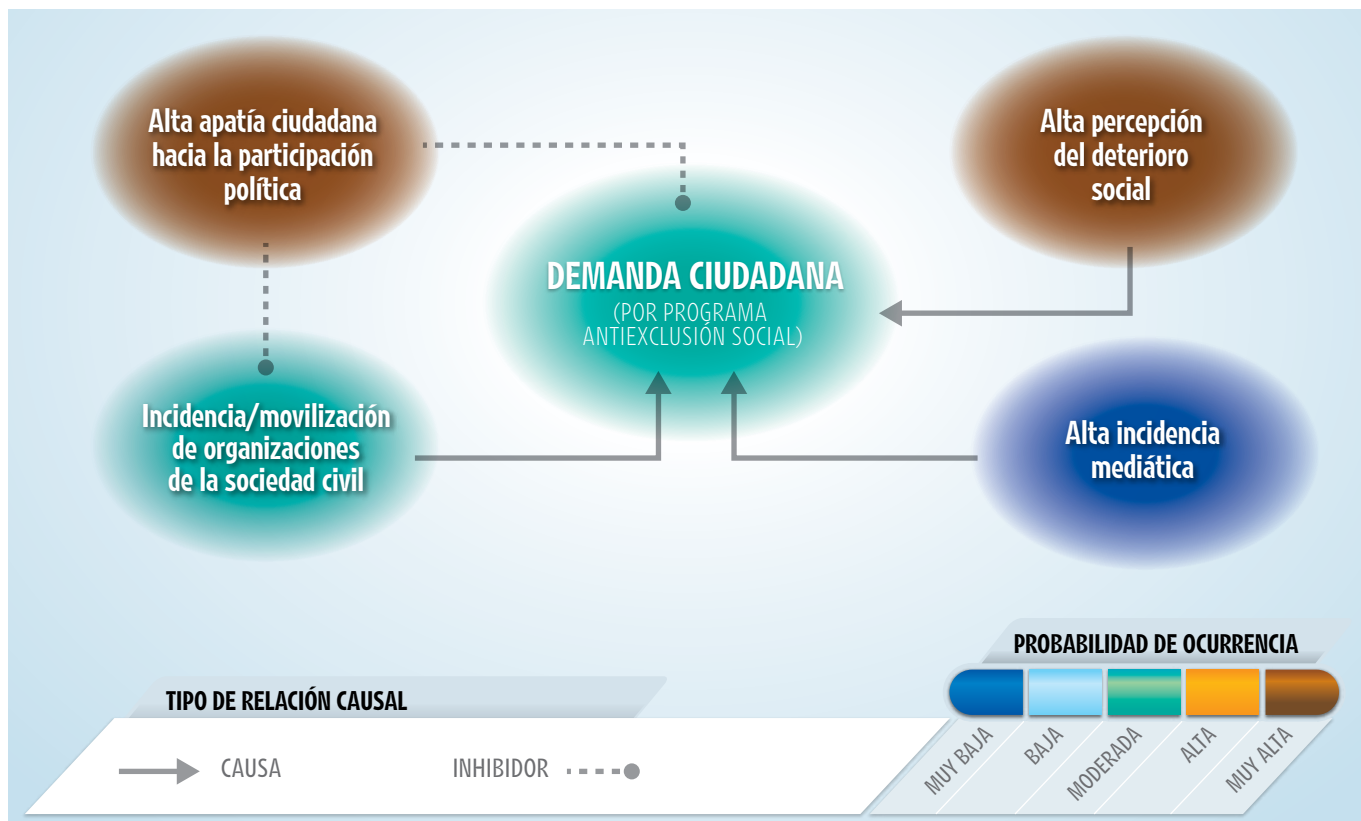 Alta apatía ciudadana
hacia la participación
política
Alta percepción
del deterioro
social
DEMANDA CIUDADANA
(POR PROGRAMA
ANTIEXCLUSIÓN SOCIAL)
Incidencia/movilización
de organizaciones
de la sociedad civil
Alta incidencia
mediática
PROBABILIDAD DE OCURRENCIA
MUY BAJA
BAJA
MODERADA
ALTA
MUY ALTA
TIPO DE RELACIÓN CAUSAL
CAUSA
INHIBIDOR